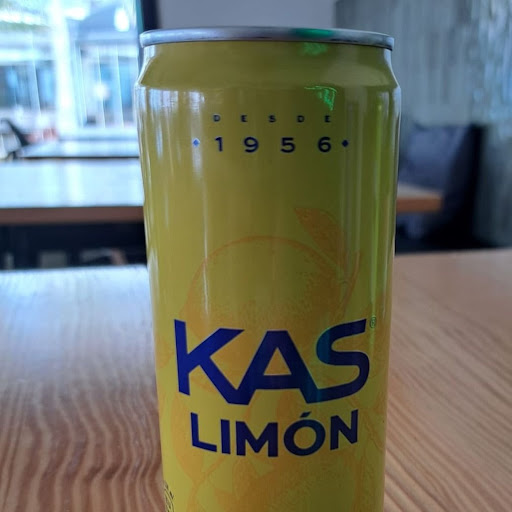 DESDE
· 1956 ·
KAS®
LIMÓN